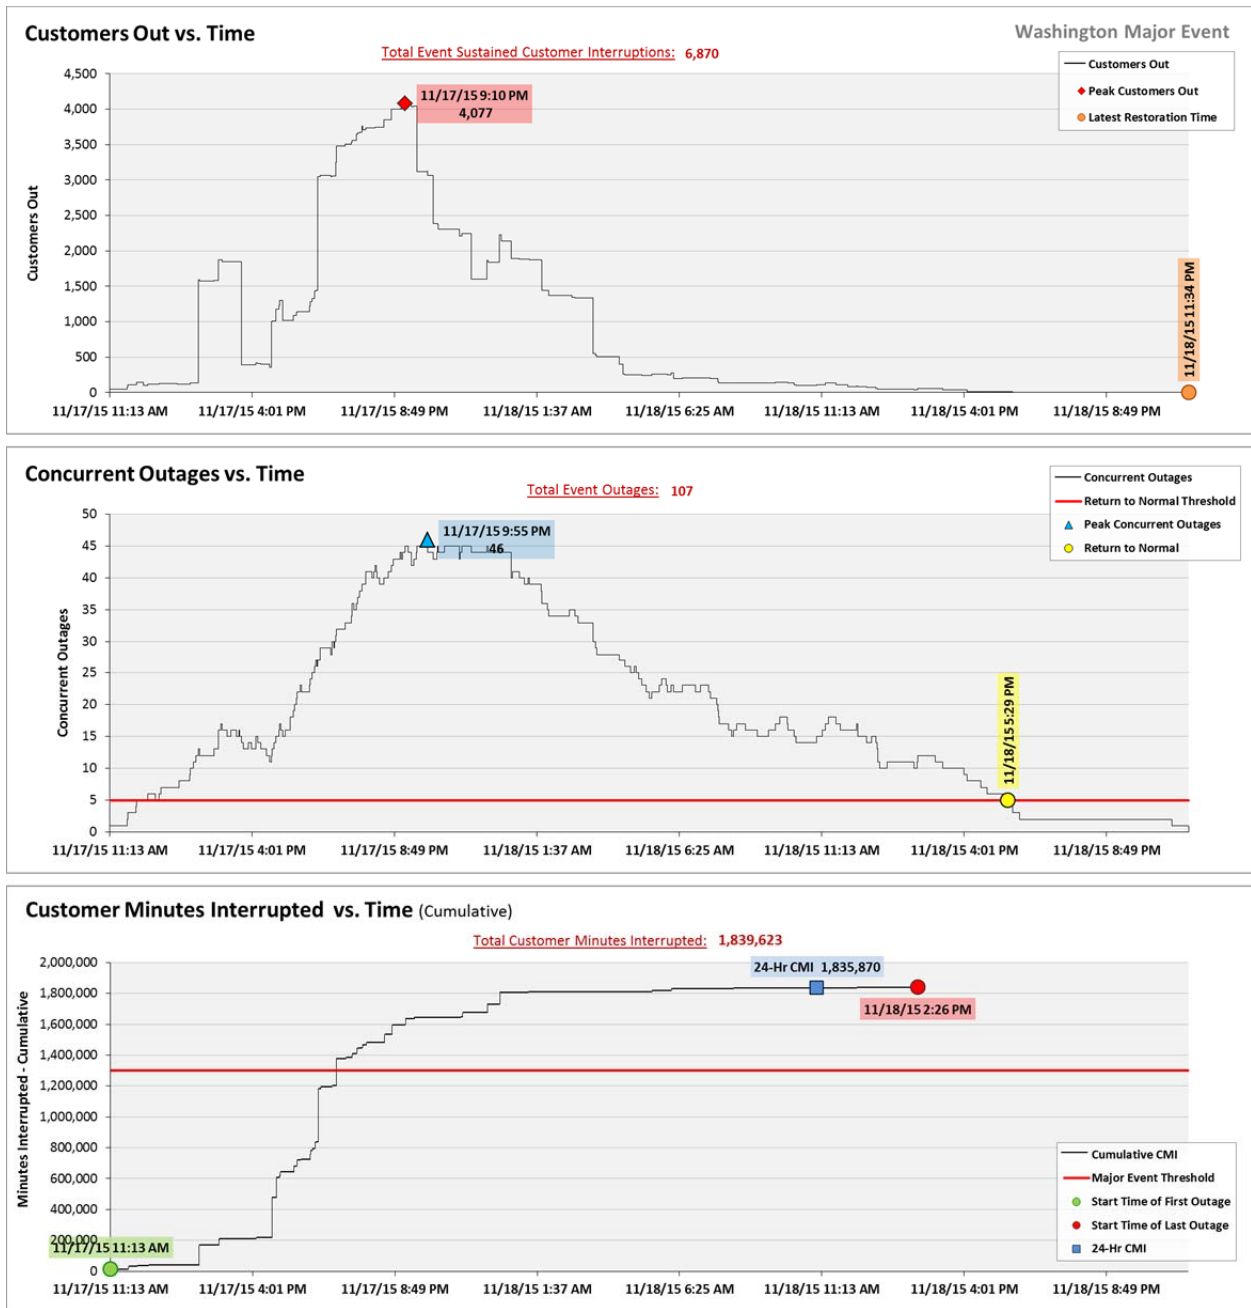 Customers Out vs. Time
Washington Major Event
Total Event Sustained Customer Interruptions: 6,870
Customers Out
Peak Customers Out
Latest Restoration Time
4,500
4,000
3,500
3,000
2,500
2,000
1,500
1,000
500
0
Customers Out
11/17/15 9:10 PM
4,077
11/18/15 11:34 PM
11/17/15 11:13 AM 11/17/15 4:01 PM 11/17/15 8:49 PM 11/18/15 1:37 AM 11/18/15 6:25 AM 11/18/15 11:13 AM 11/18/15 4:01 PM 11/18/15 8:49 PM
Concurrent Outages vs. Time
Total Event Outages: 107
Concurrent Outages
Return to Normal Threshold
Peak Concurrent Outages
Return to Normal
50
45
40
35
30
25
20
15
10
5
0
Concurrent Outages
11/17/15 9:55 PM
46
11/18/15 5:29 PM
11/17/15 11:13 AM 11/17/15 4:01 PM 11/17/15 8:49 PM 11/18/15 1:37 AM 11/18/15 6:25 AM 11/18/15 11:13 AM 11/18/15 4:01 PM 11/18/15 8:49 PM
Customer Minutes Interrupted vs. Time (Cumulative)
Total Customer Minutes Interrupted: 1,839,623
2,000,000
1,800,000
1,600,000
1,400,000
1,200,000
1,000,000
800,000
600,000
400,000
200,000
0
Minutes Interrupted - Cumulative
24-Hr CMI 1,835,870
11/18/15 2:26 PM
11/17/15 11:13 AM
Cumulative CMI
Major Event Threshold
Start Time of First Outage
Start Time of Last Outage
24-Hr CMI
11/17/15 11:13 AM 11/17/15 4:01 PM 11/17/15 8:49 PM 11/18/15 1:37 AM 11/18/15 6:25 AM 11/18/15 11:13 AM 11/18/15 4:01 PM 11/18/15 8:49 PM